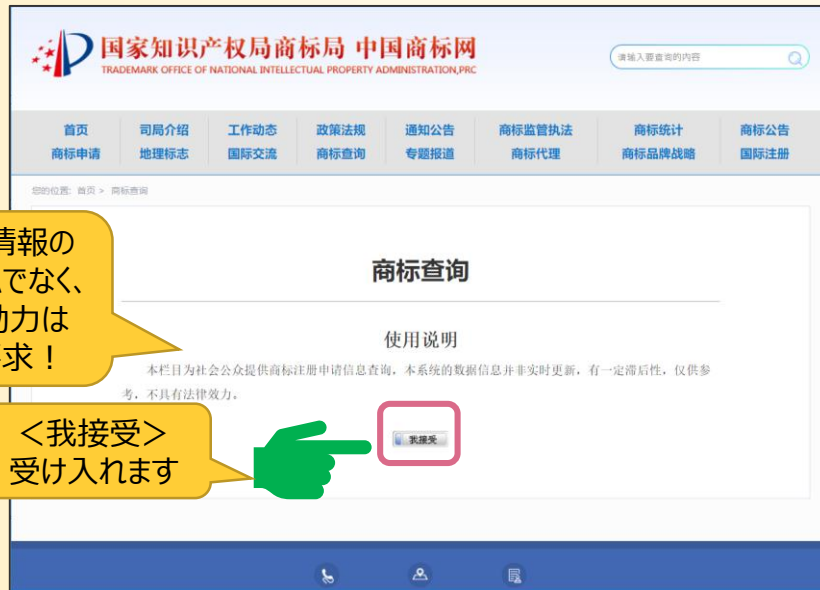 国家知识产权局商标局 中国商标网
TRADEMARK OFFICE OF NATIONAL INTELLECTUAL PROPERTY ADMINISTRATION,PRC
请输入要查询的内容
首页 司局介绍 工作动态 政策法规 通知公告 商标监管执法 商标统计 商标公告
商标申请 地理标志 国际交流 商标查询 专题报道 商标代理 商标品牌战略 国际注册
您的位置: 首页 > 商标查询
情報の
でなく、
効力は
求！
商标查询
使用说明
本栏目为社会公众提供商标注册申请信息查询，本系统的数据信息并非实时更新，有一定滞后性，仅供参
考，不具有法律效力。
我接受
＜我接受＞
受け入れます